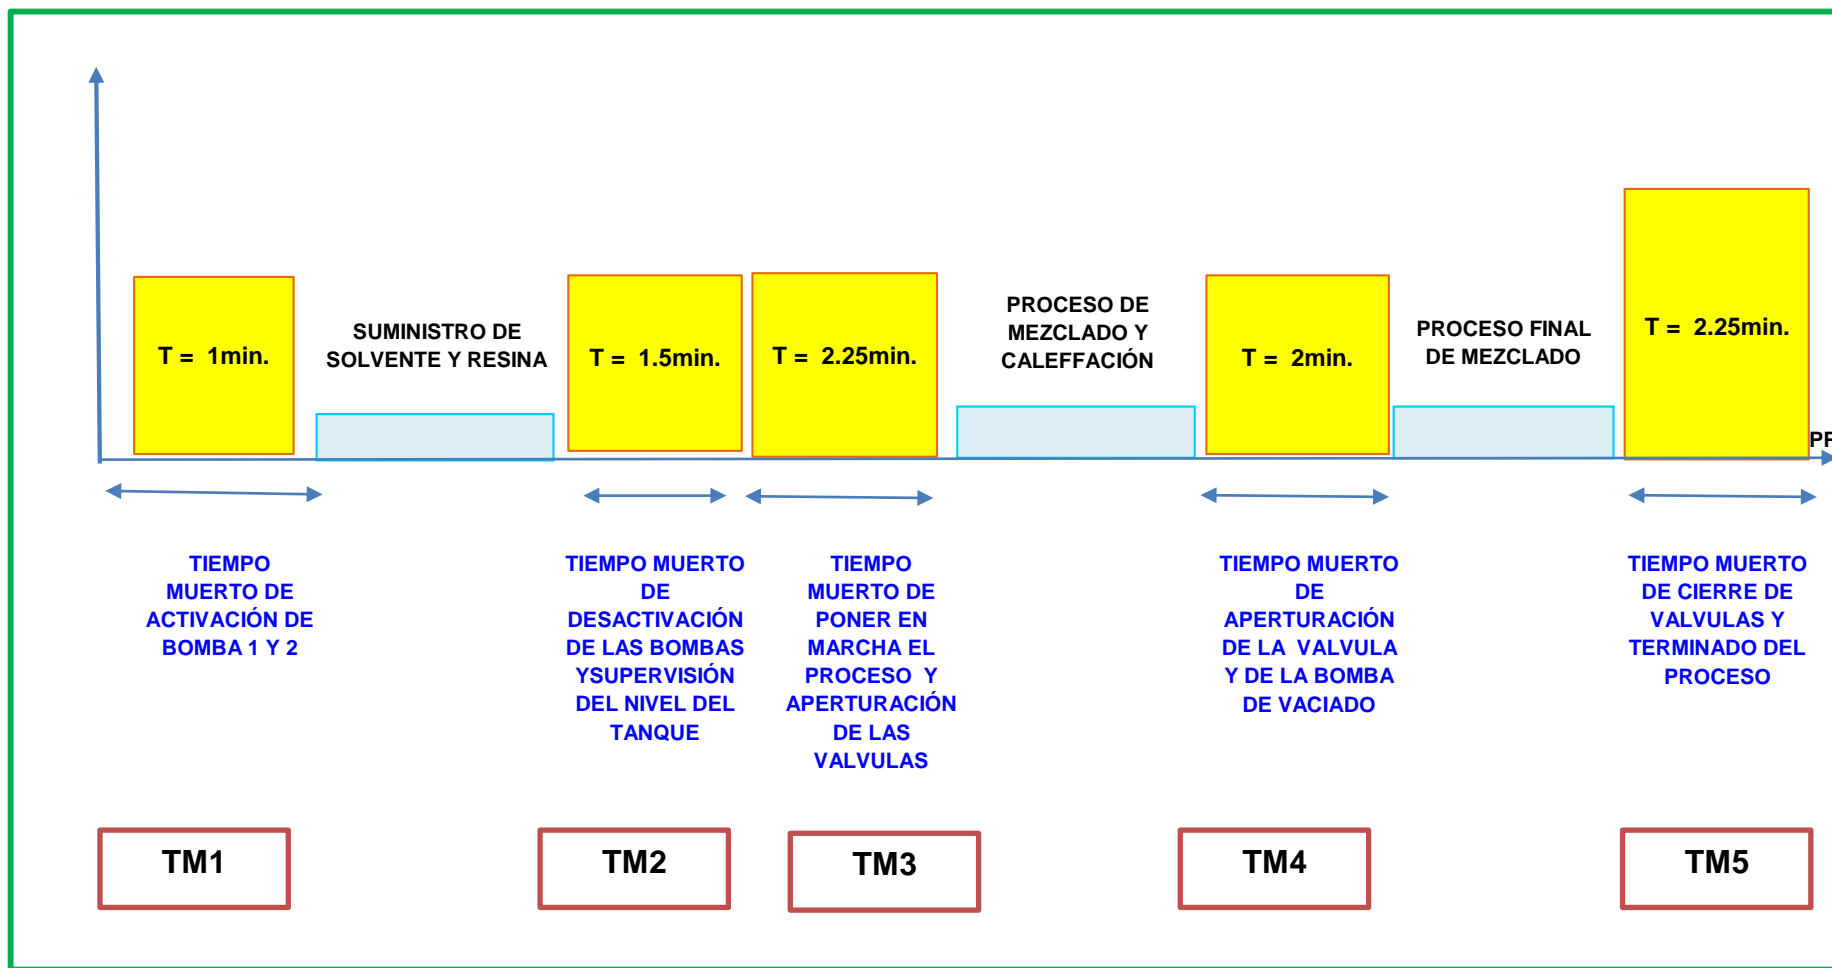 T = 1min.
SUMINISTRO DE
SOLVENTE Y RESINA
T = 1.5min.
T = 2.25min.
PROCESO DE
MEZCLADO Y
CALEFFACIÓN
T = 2min.
PROCESO FINAL
DE MEZCLADO
T = 2.25min.
TIEMPO
MUERTO DE
ACTIVACIÓN DE
BOMBA 1 Y 2
TIEMPO MUERTO
DE
DESACTIVACIÓN
DE LAS BOMBAS
YSUPERVISIÓN
DEL NIVEL DEL
TANQUE
TIEMPO
MUERTO DE
PONER EN
MARCHA EL
PROCESO Y
APERTURACIÓN
DE LAS
VALVULAS
TIEMPO MUERTO
DE
APERTURACIÓN
DE LA VALVULA
Y DE LA BOMBA
DE VACIADO
TIEMPO MUERTO
DE CIERRE DE
VALVULAS Y
TERMINADO DEL
PROCESO
TM1
TM2
TM3
TM4
TM5